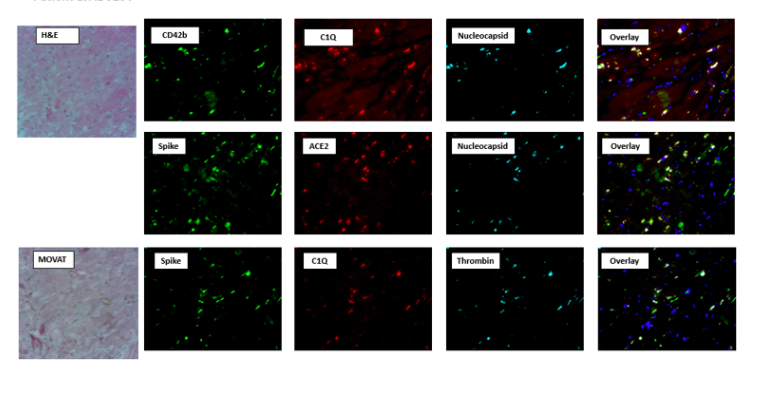 H&E
CD42b
C1Q
Nucleocapsid
Overlay
Spike
ACE2
Nucleocapsid
Overlay
MOVAT
Spike
C1Q
Thrombin
Overlay